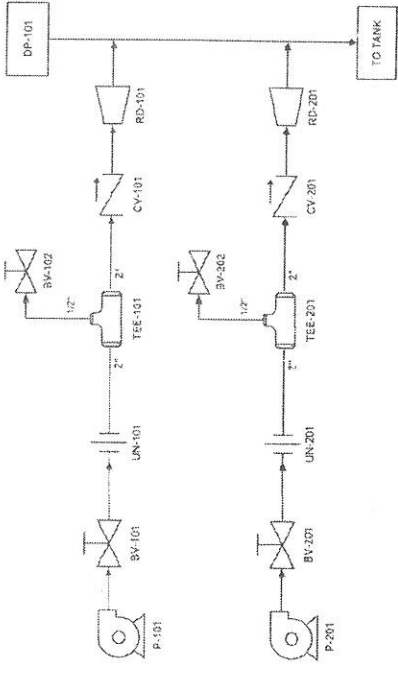 DP-101
TO TANK
RD-101
RD-201
CV-101
CV-201
BV-102
BV-202
1/2"
1/2"
2"
2"
TEE-101
TEE-201
2"
2"
UN-101
UN-201
BV-101
BV-201
P-101
P-201